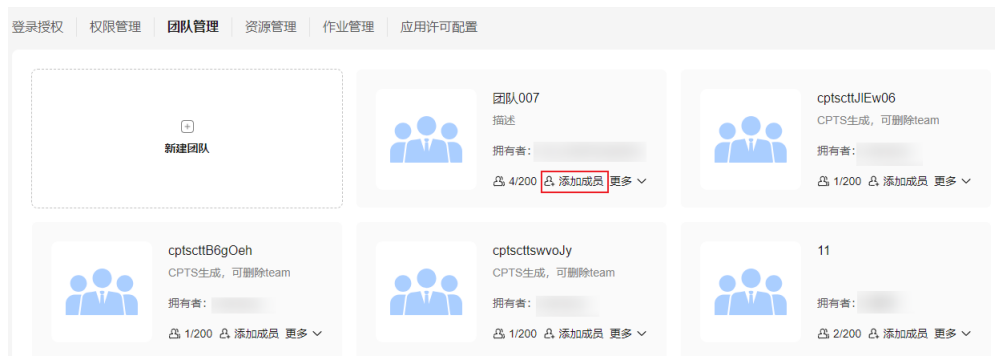 登录授权 权限管理 团队管理 资源管理 作业管理 应用许可配置
新建团队
团队007
描述
拥有者:
4/200 添加成员 更多
cptscttJlEw06
CPTS生成，可删除team
拥有者:
1/200 添加成员 更多
cptscttB6gOeh
CPTS生成，可删除team
拥有者:
1/200 添加成员 更多
cptscttswvoJy
CPTS生成，可删除team
拥有者:
1/200 添加成员 更多
11
拥有者:
2/200 添加成员 更多